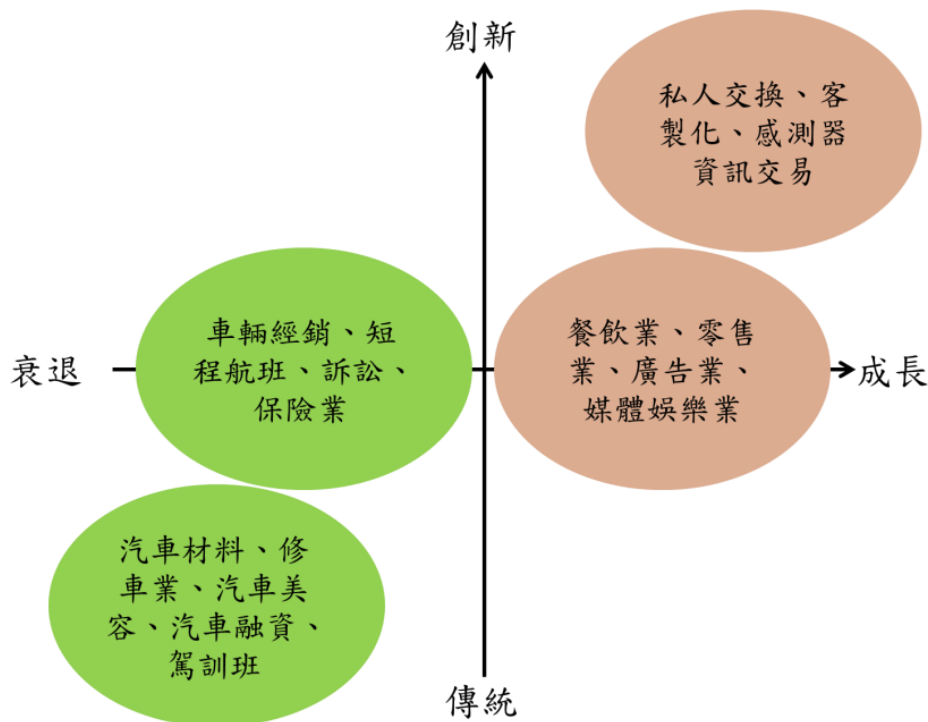 創新
私人交換、客
製化、感測器
資訊交易
車輛經銷、短
程航班、訴訟、
保險業
餐飲業、零售
業、廣告業、
媒體娛樂業
衰退
成長
汽車材料、修
車業、汽車美
容、汽車融資、
駕訓班
傳統